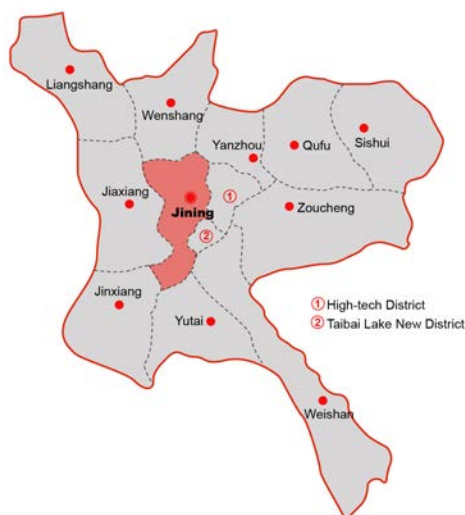 Liangshang
Wenshang
Yanzhou
Qufu
Sishui
Jiaxiang
Jining
①
Zoucheng
②
Jinxiang
Yutai
① High-tech District
② Taibai Lake New District
Weishan